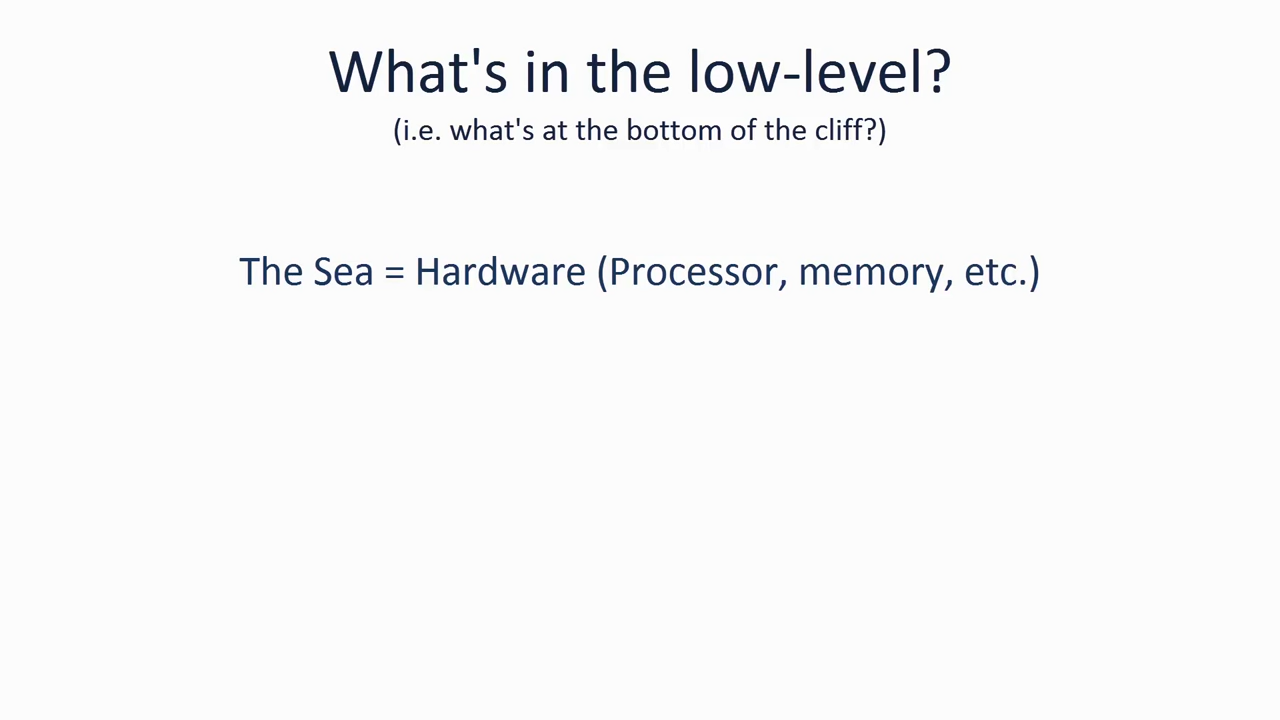 What's in the low-level?
(i.e. what's at the bottom of the cliff?)
The Sea = Hardware (Processor, memory, etc.)